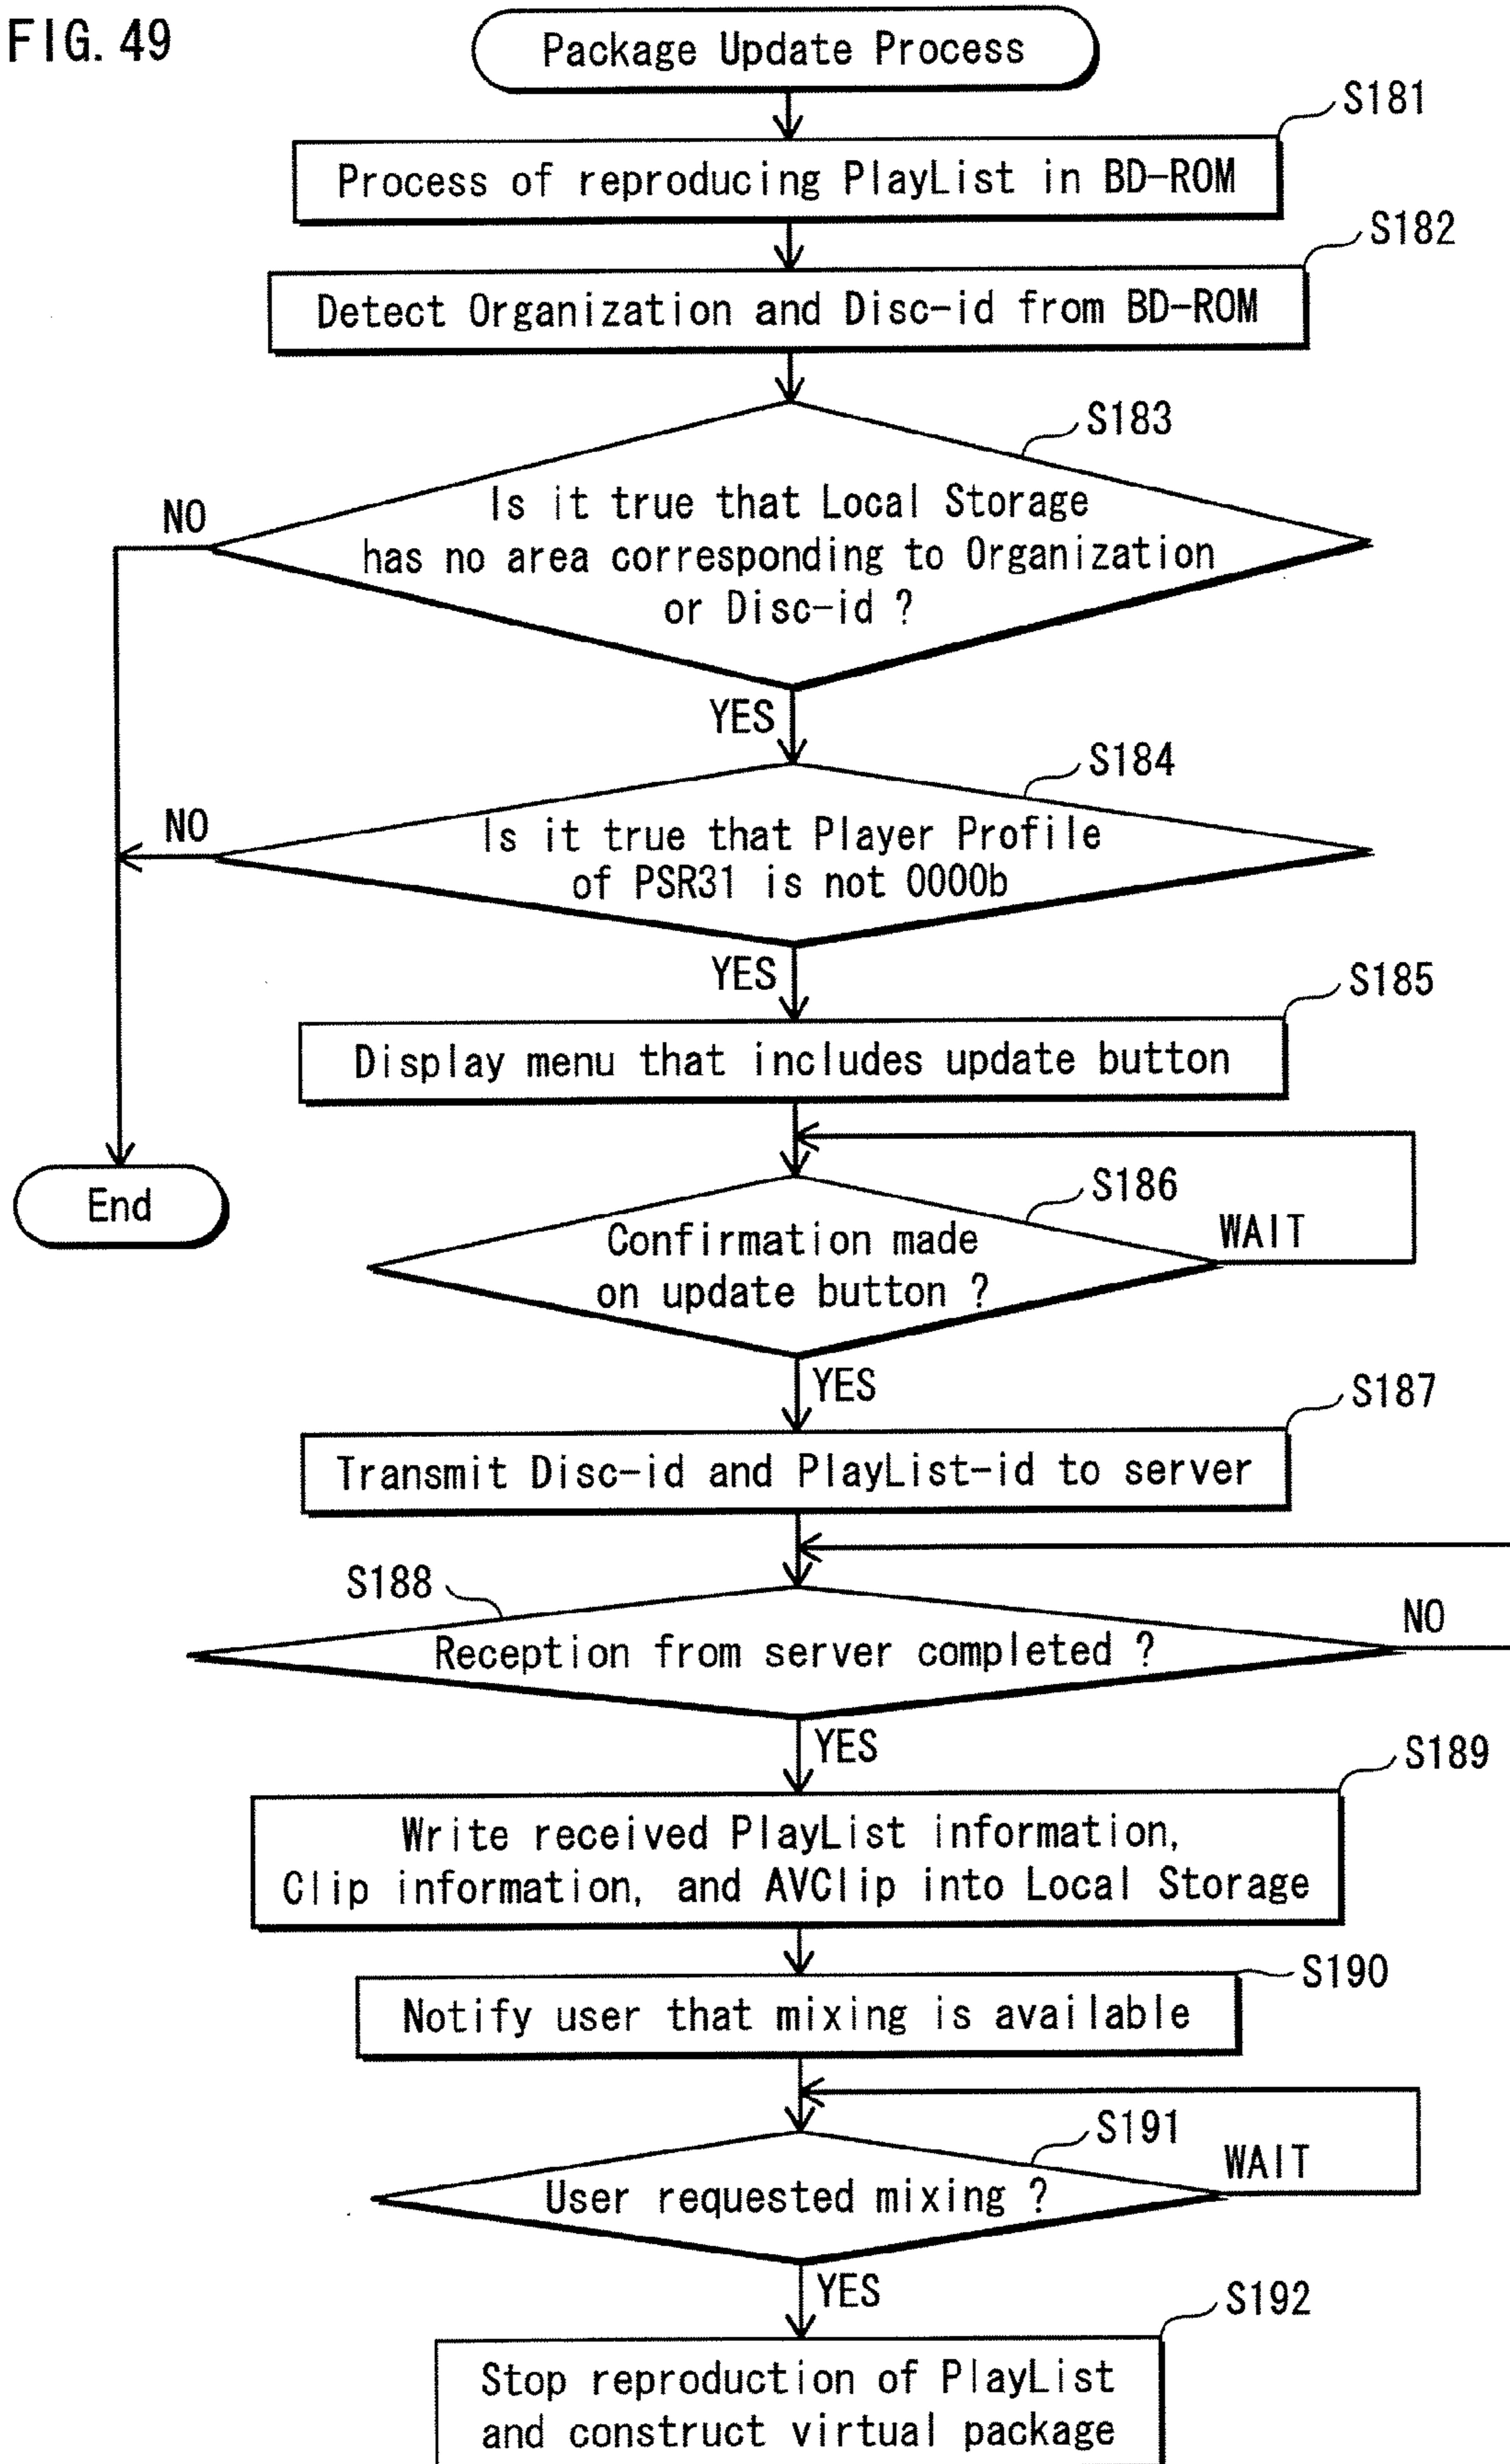 FIG. 49
Package Update Process
S181
Process of reproducing PlayList in BD-ROM
S182
Detect Organization and Disc-id from BD-ROM
S183
Is it true that Local Storage
has no area corresponding to Organization
or Disc-id ?
NO
YES
S184
Is it true that Player Profile
of PSR31 is not 0000b
NO
YES
S185
Display menu that includes update button
End
S186
Confirmation made
on update button ?
WAIT
YES
S187
Transmit Disc-id and PlayList-id to server
S188
Reception from server completed ?
NO
YES
S189
Write received PlayList information,
Clip information, and AVClip into Local Storage
S190
Notify user that mixing is available
S191
User requested mixing ?
WAIT
YES
S192
Stop reproduction of PlayList
and construct virtual package